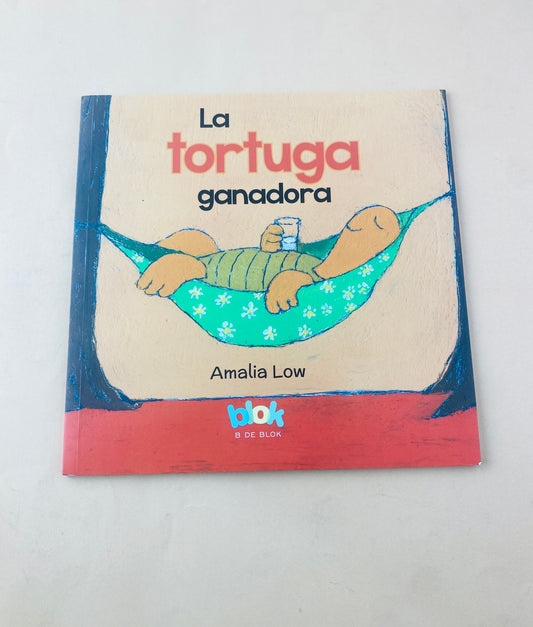 La
tortuga
ganadora
Amalia Low
blok
B DE BLOK